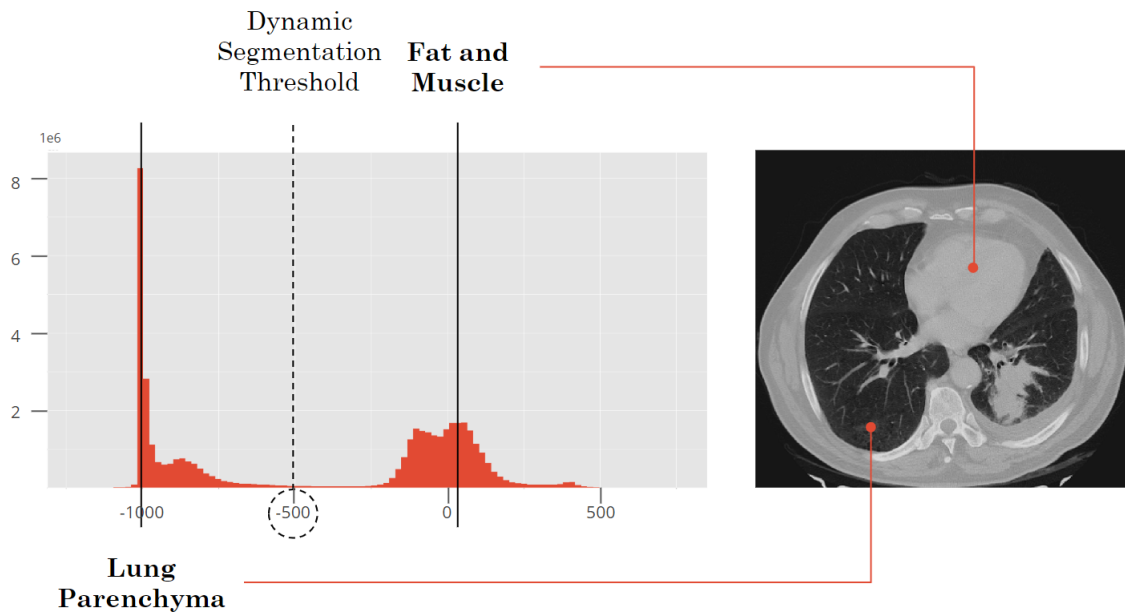 Dynamic
Segmentation
Threshold
Fat and
Muscle
1e6
8
6
4
2
-1000
-500
0
500
Lung
Parenchyma